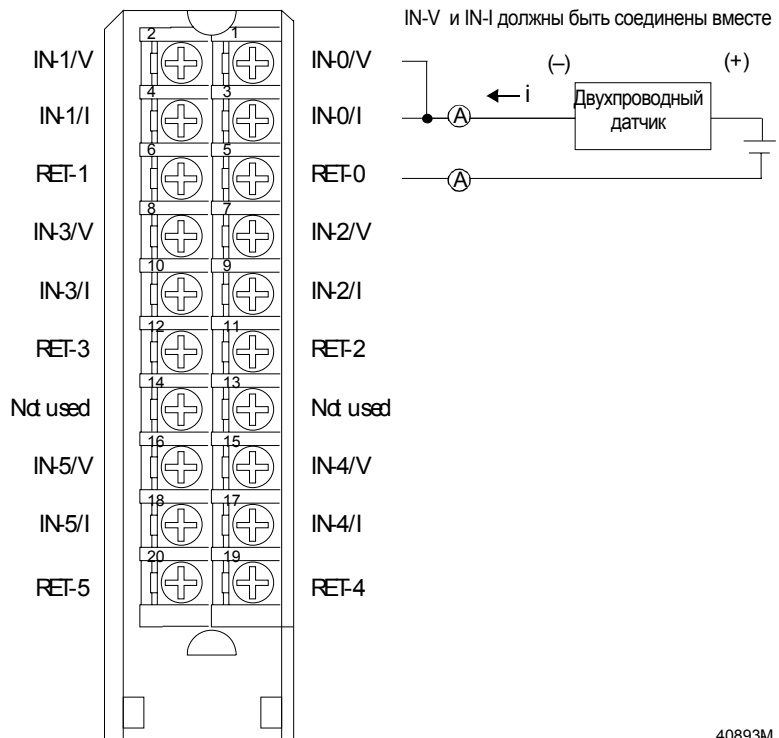 IN-V и IN-I должны быть соединены вместе
2 1
IN-1/V IN-0/V
(–) (+)
i
4 3
IN-1/I IN-0/I
A
Двухпроводный
датчик
6 5
RET-1 RET-0
A
8 7
IN-3/V IN-2/V
10 9
IN-3/I IN-2/I
12 11
RET-3 RET-2
14 13
Not used Not used
16 15
IN-5/V IN-4/V
18 17
IN-5/I IN-4/I
20 19
RET-5 RET-4
40893M